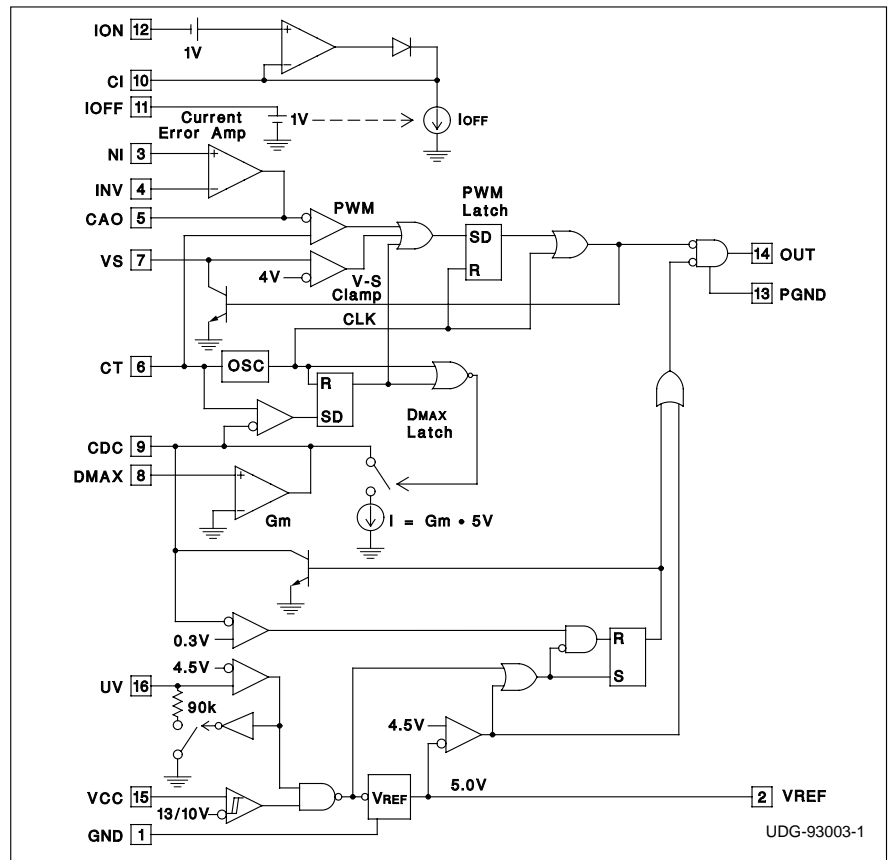 ION 12
1V
CI 10
IOFF 11
1V
IOFF
Current
Error Amp
NI 3
INV 4
CAO 5
PWM
PWM
Latch
SD
R
VS 7
4V
V-S
Clamp
14 OUT
13 PGND
CLK
CT 6
OSC
R
SD
DMAX
Latch
CDC 9
DMAX 8
Gm
I = Gm • 5V
0.3V
R
S
4.5V
UV 16
90k
4.5V
VCC 15
13/10V
VREF
5.0V
2 VREF
GND 1
UDG-93003-1